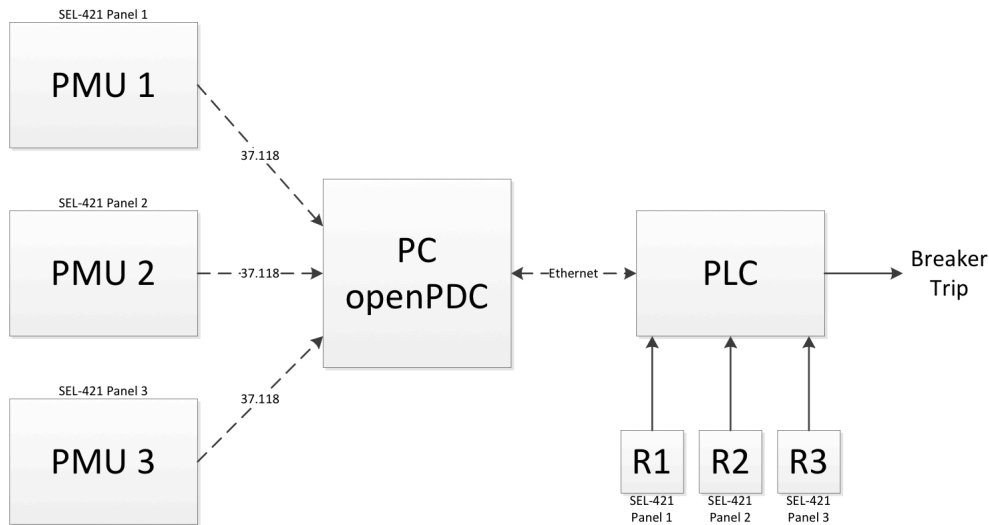 SEL-421 Panel 1
PMU 1
37.118
SEL-421 Panel 2
PMU 2
37.118
SEL-421 Panel 3
PMU 3
37.118
PC
openPDC
Ethernet
PLC
Breaker
Trip
R1
SEL-421
Panel 1
R2
SEL-421
Panel 2
R3
SEL-421
Panel 3